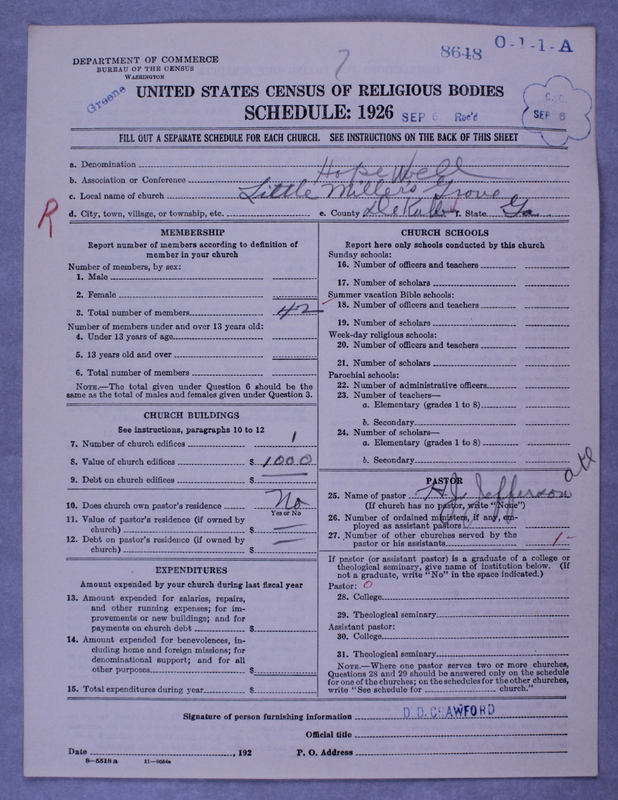 DEPARTMENT OF COMMERCE
BUREAU OF THE CENSUS
WASHINGTON
7
8648
O-1-1-A
Greene
UNITED STATES CENSUS OF RELIGIOUS BODIES
SCHEDULE: 1926
SEP 6 Rec'd
C. C.
SEP 6
FILL OUT A SEPARATE SCHEDULE FOR EACH CHURCH. SEE INSTRUCTIONS ON THE BACK OF THIS SHEET
a. Denomination
b. Association or Conference Hopewell
c. Local name of church Little Miller's Grove
R
d. City, town, village, or township, etc. e. County DeKalb f. State Ga
MEMBERSHIP
Report number of members according to definition of
member in your church
Number of members, by sex:
1. Male
2. Female
3. Total number of members 42
Number of members under and over 13 years old:
4. Under 13 years of age
5. 13 years old and over
6. Total number of members
NOTE.—The total given under Question 6 should be the
same as the total of males and females given under Question 3.
CHURCH BUILDINGS
See instructions, paragraphs 10 to 12
7. Number of church edifices 1
8. Value of church edifices $ 1000
9. Debt on church edifices $
10. Does church own pastor's residence No
Yes or No
11. Value of pastor's residence (if owned by
church) $
12. Debt on pastor's residence (if owned by
church) $
EXPENDITURES
Amount expended by your church during last fiscal year
13. Amount expended for salaries, repairs,
and other running expenses; for im-
provements or new buildings; and for
payments on church debt $
14. Amount expended for benevolences, in-
cluding home and foreign missions; for
denominational support; and for all
other purposes $
15. Total expenditures during year $
CHURCH SCHOOLS
Report here only schools conducted by this church
Sunday schools:
16. Number of officers and teachers
17. Number of scholars
Summer vacation Bible schools:
18. Number of officers and teachers
19. Number of scholars
Week-day religious schools:
20. Number of officers and teachers
21. Number of scholars
Parochial schools:
22. Number of administrative officers
23. Number of teachers—
a. Elementary (grades 1 to 8)
b. Secondary
24. Number of scholars—
a. Elementary (grades 1 to 8)
b. Secondary
PASTOR
25. Name of pastor H. J. Jefferson
(If church has no pastor, write "None")
26. Number of ordained ministers, if any, em-
ployed as assistant pastors
27. Number of other churches served by the
pastor or his assistants 1-
If pastor (or assistant pastor) is a graduate of a college or
theological seminary, give name of institution below. (If
not a graduate, write "No" in the space indicated.)
Pastor: 0
28. College
29. Theological seminary
Assistant pastor:
30. College
31. Theological seminary
NOTE.—Where one pastor serves two or more churches,
Questions 28 and 29 should be answered only on the schedule
for one of the churches; on the schedules for the other churches,
write "See schedule for church."
Signature of person furnishing information D. D. CRAWFORD
Official title
Date , 192 P. O. Address
8-5518 a